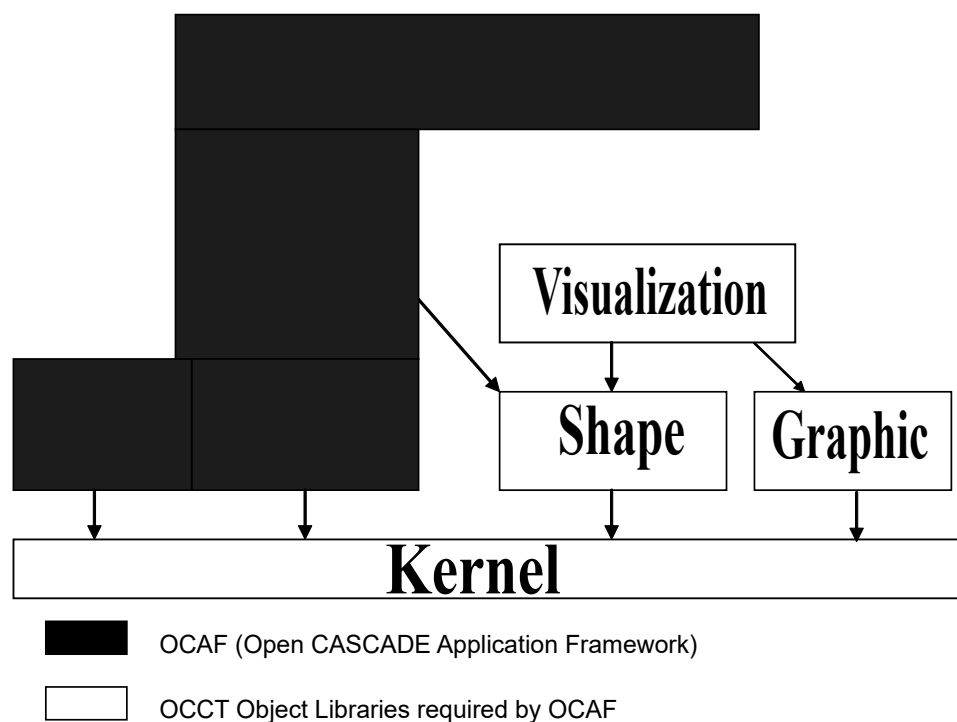 Visualization
Shape
Graphic
Kernel
OCAF (Open CASCADE Application Framework)
OCCT Object Libraries required by OCAF